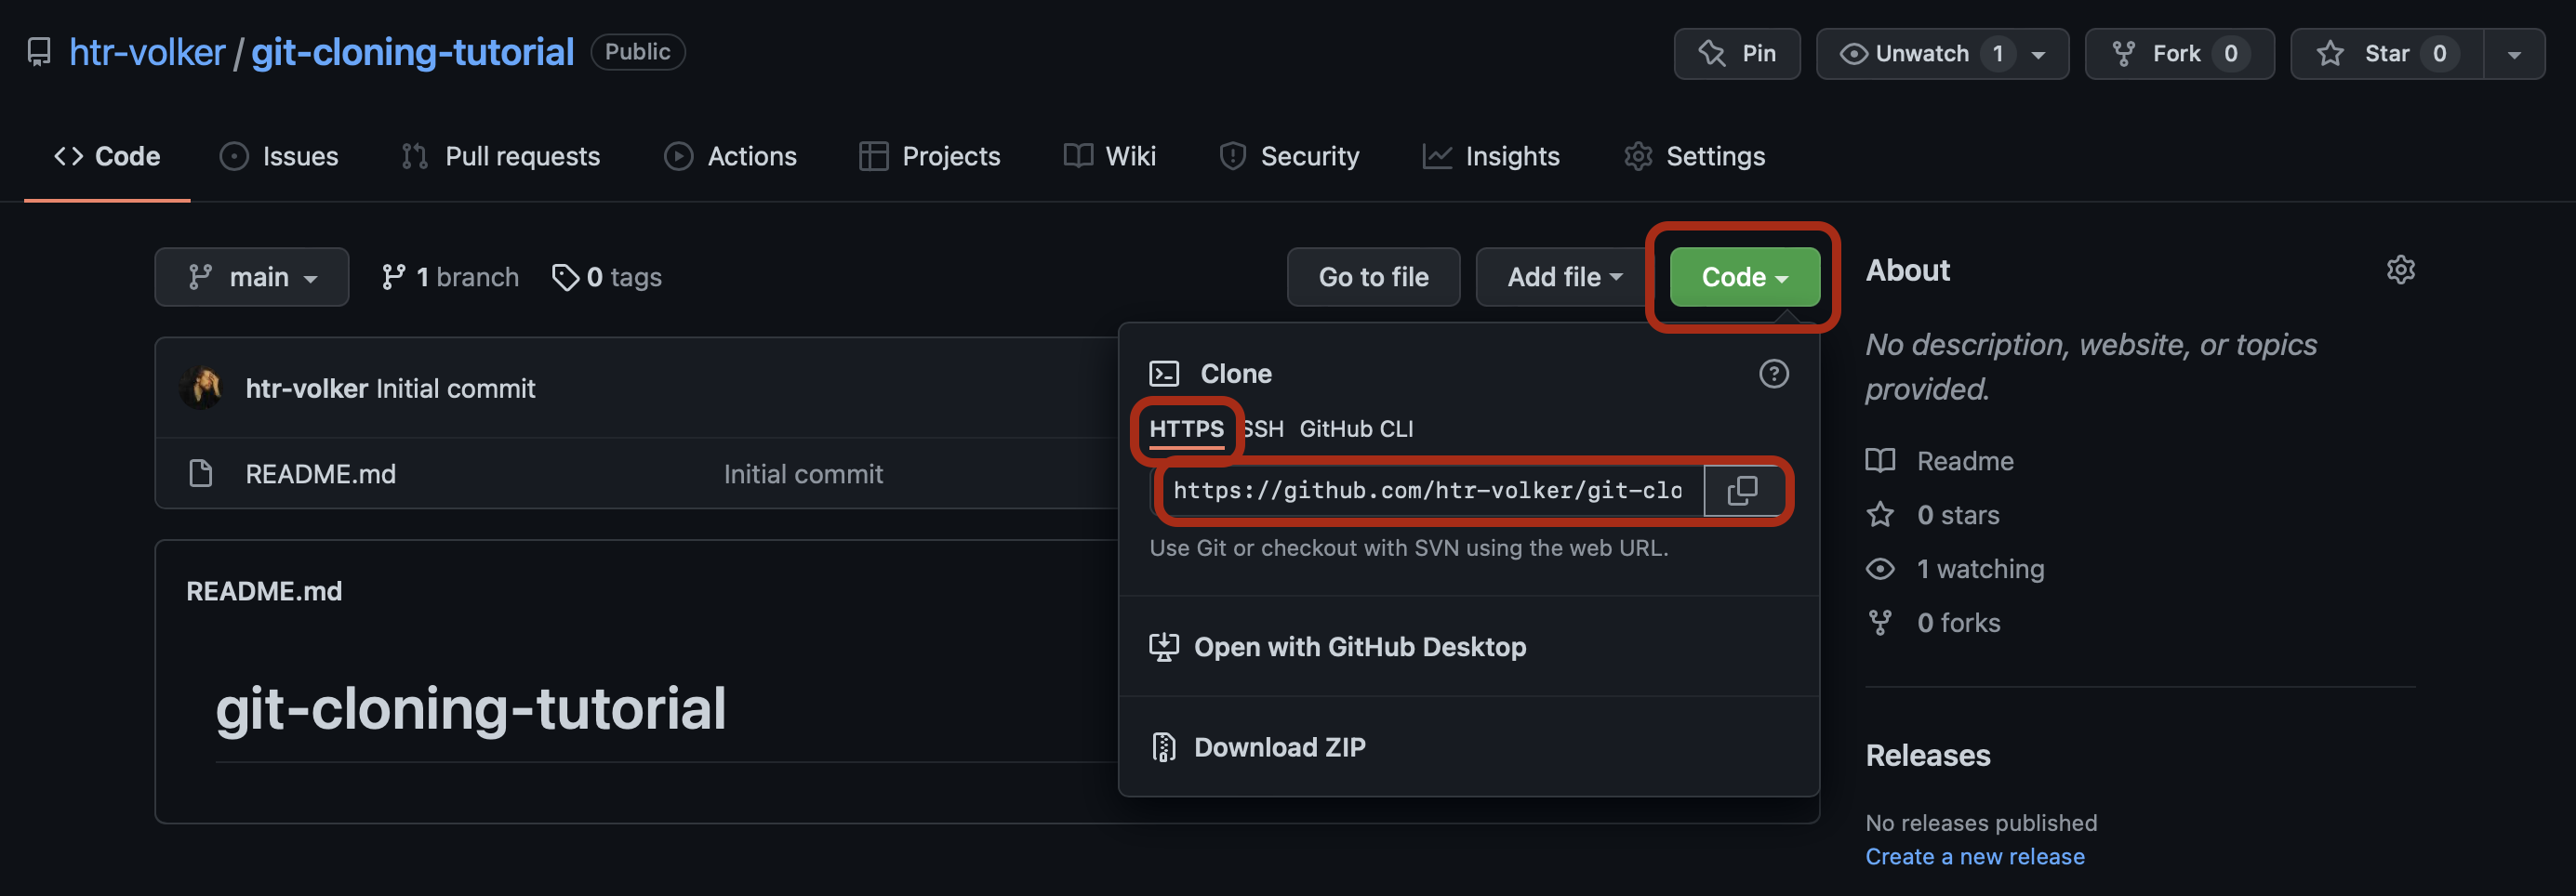 htr-volker / git-cloning-tutorial Public
Pin Unwatch 1 Fork 0 Star 0
Code Issues Pull requests Actions Projects Wiki Security Insights Settings
main 1 branch 0 tags Go to file Add file Code
htr-volker Initial commit
README.md Initial commit
README.md
git-cloning-tutorial
Clone
HTTPS SSH GitHub CLI
https://github.com/htr-volker/git-clo
Use Git or checkout with SVN using the web URL.
Open with GitHub Desktop
Download ZIP
About
No description, website, or topics
provided.
Readme
0 stars
1 watching
0 forks
Releases
No releases published
Create a new release